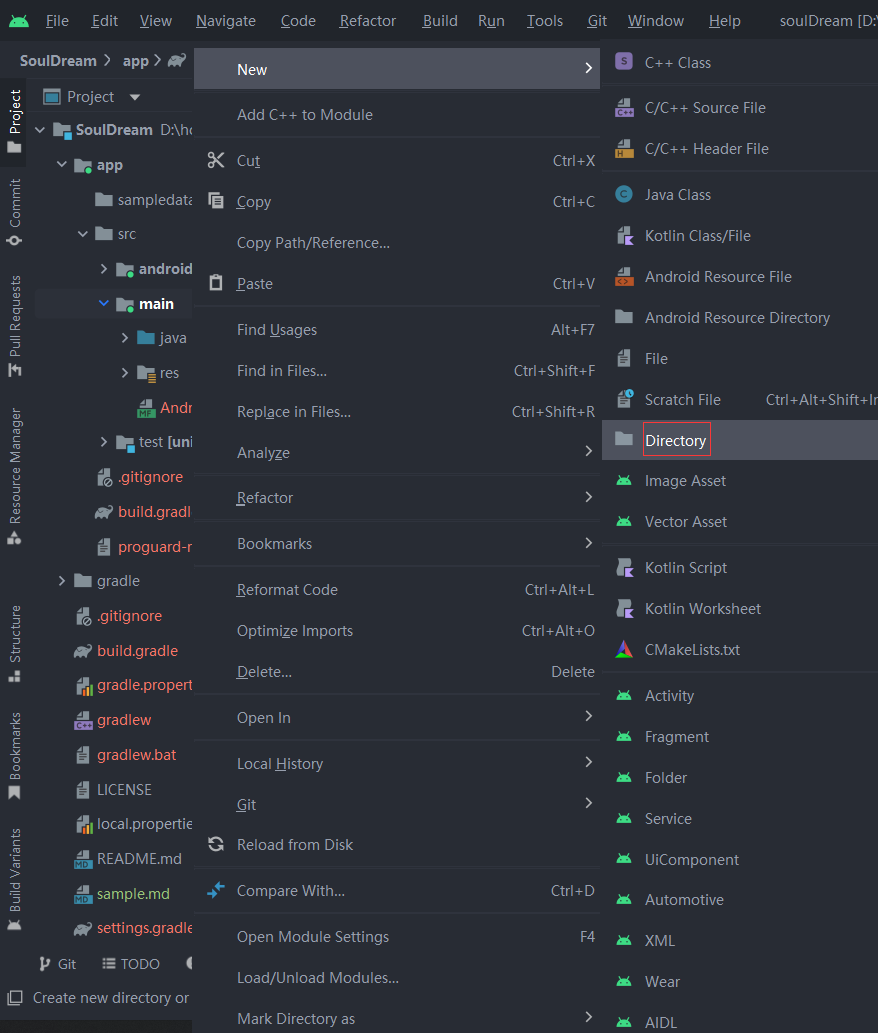 File Edit View Navigate Code Refactor Build Run Tools Git Window Help soulDream [D:\
SoulDream app
Project
SoulDream D:\
app
sampledata
src
android
main
java
res
Andr
test [uni
.gitignore
build.gradl
proguard-r
gradle
.gitignore
build.gradle
gradle.propert
gradlew
gradlew.bat
LICENSE
local.propertie
README.md
sample.md
settings.gradle
Project
Commit
Pull Requests
Resource Manager
Structure
Bookmarks
Build Variants
New
Add C++ to Module
Cut Ctrl+X
Copy Ctrl+C
Copy Path/Reference...
Paste Ctrl+V
Find Usages Alt+F7
Find in Files... Ctrl+Shift+F
Replace in Files... Ctrl+Shift+R
Analyze
Refactor
Bookmarks
Reformat Code Ctrl+Alt+L
Optimize Imports Ctrl+Alt+O
Delete... Delete
Open In
Local History
Git
Reload from Disk
Compare With... Ctrl+D
Open Module Settings F4
Load/Unload Modules...
Mark Directory as
C++ Class
C/C++ Source File
C/C++ Header File
Java Class
Kotlin Class/File
Android Resource File
Android Resource Directory
File
Scratch File Ctrl+Alt+Shift+In
Directory
Image Asset
Vector Asset
Kotlin Script
Kotlin Worksheet
CMakeLists.txt
Activity
Fragment
Folder
Service
UiComponent
Automotive
XML
Wear
AIDL
Git TODO
Create new directory or